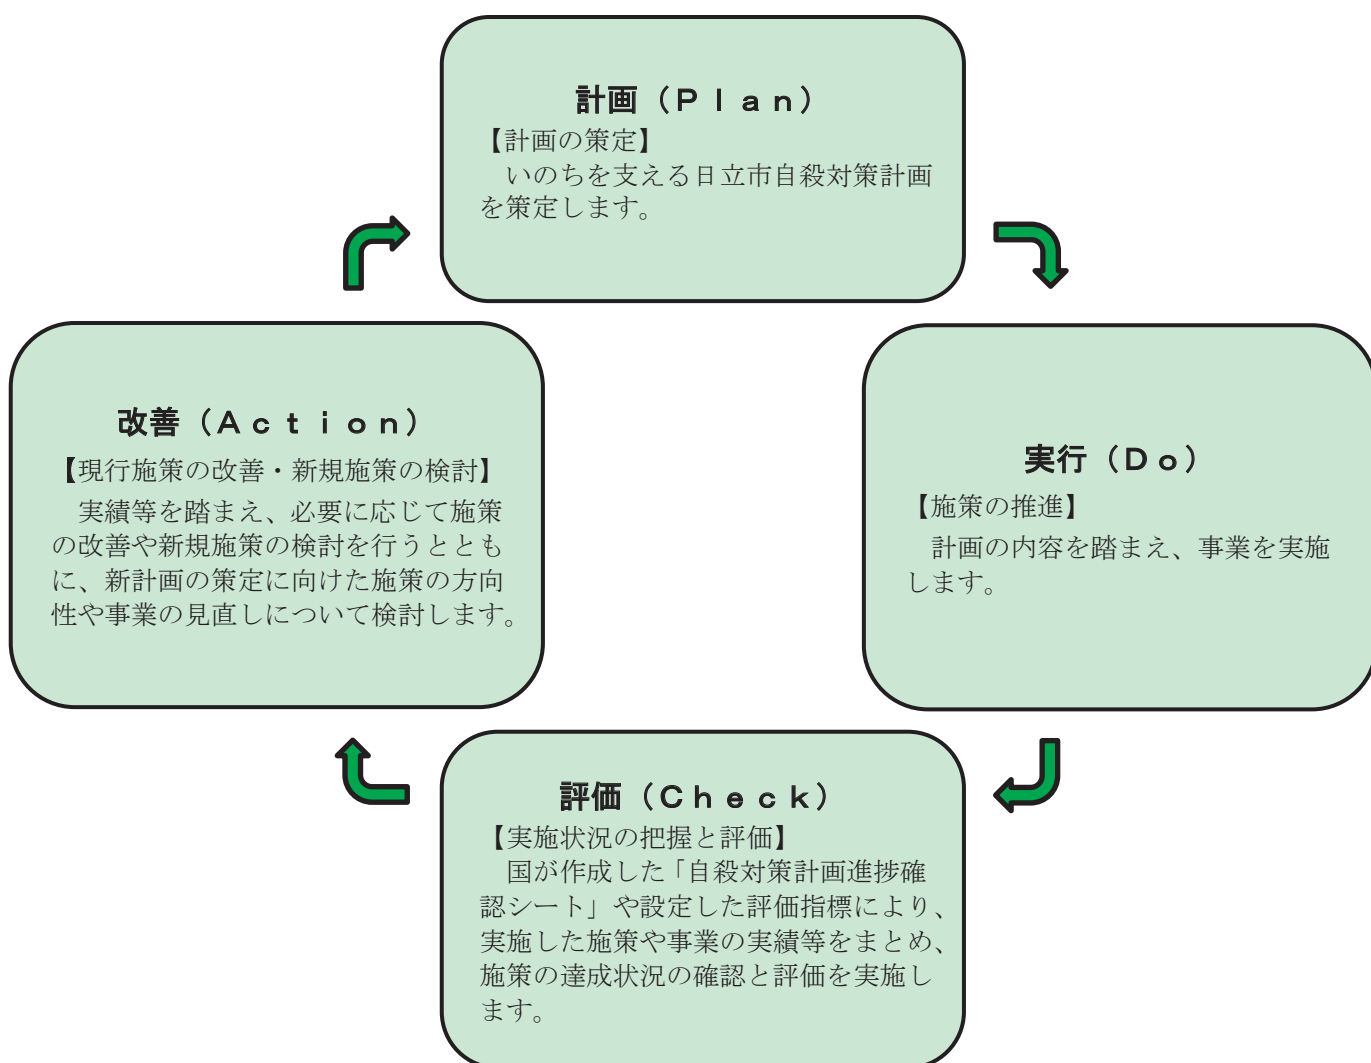 計画（Ｐｌａｎ）
【計画の策定】
　いのちを支える日立市自殺対策計画
を策定します。
改善（Ａｃｔｉｏｎ）
【現行施策の改善・新規施策の検討】
　実績等を踏まえ、必要に応じて施策
の改善や新規施策の検討を行うととも
に、新計画の策定に向けた施策の方向
性や事業の見直しについて検討します。
実行（Ｄｏ）
【施策の推進】
　計画の内容を踏まえ、事業を実施
します。
評価（Ｃｈｅｃｋ）
【実施状況の把握と評価】
　国が作成した「自殺対策計画進捗確
認シート」や設定した評価指標により、
実施した施策や事業の実績等をまとめ、
施策の達成状況の確認と評価を実施し
ます。